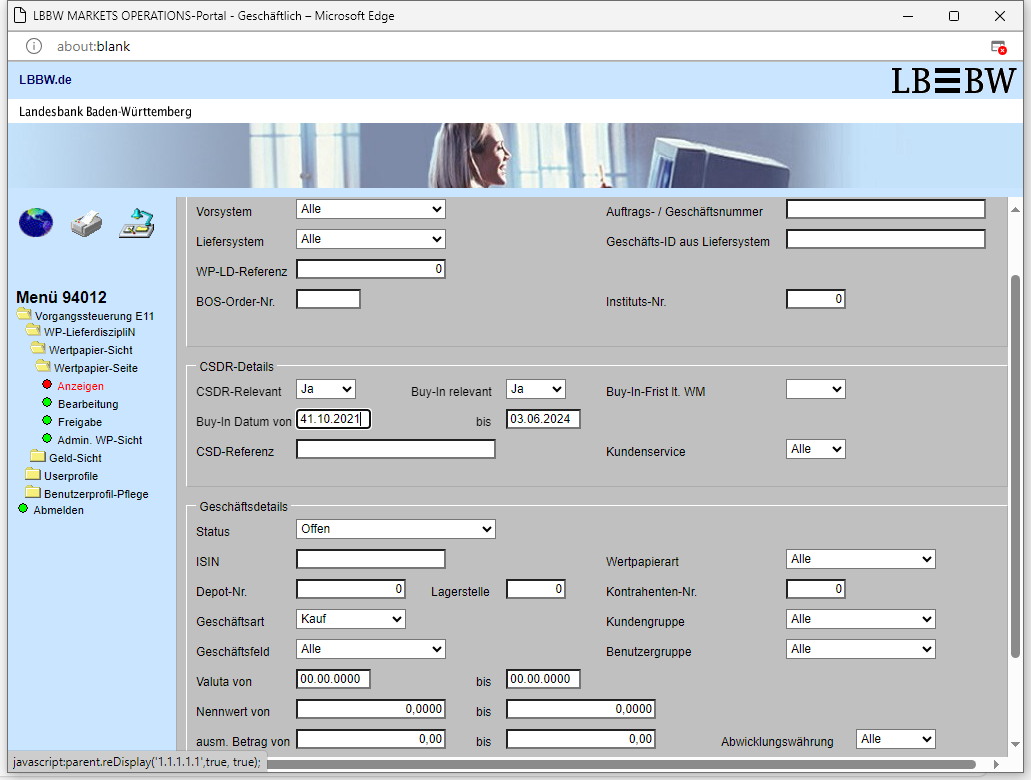 LBBW MARKETS OPERATIONS-Portal - Geschäftlich – Microsoft Edge
about:blank
LBBW.de
LB≡BW
Landesbank Baden-Württemberg
Menü 94012
Vorgangssteuerung E11
WP-LieferdiszipliN
Wertpapier-Sicht
Wertpapier-Seite
Anzeigen
Bearbeitung
Freigabe
Admin. WP-Sicht
Geld-Sicht
Userprofile
Benutzerprofil-Pflege
Abmelden
Vorsystem Alle Auftrags- / Geschäftsnummer
Liefersystem Alle Geschäfts-ID aus Liefersystem
WP-LD-Referenz 0
BOS-Order-Nr. Instituts-Nr. 0
CSDR-Details
CSDR-Relevant Ja Buy-In relevant Ja Buy-In-Frist lt. WM
Buy-In Datum von 41.10.2021 bis 03.06.2024
CSD-Referenz Kundenservice Alle
Geschäftsdetails
Status Offen
ISIN Wertpapierart Alle
Depot-Nr. 0 Lagerstelle 0 Kontrahenten-Nr. 0
Geschäftsart Kauf Kundengruppe Alle
Geschäftsfeld Alle Benutzergruppe Alle
Valuta von 00.00.0000 bis 00.00.0000
Nennwert von 0,0000 bis 0,0000
ausm. Betrag von 0,00 bis 0,00 Abwicklungswährung Alle
javascript:parent.reDisplay('1.1.1.1.1',true, true);